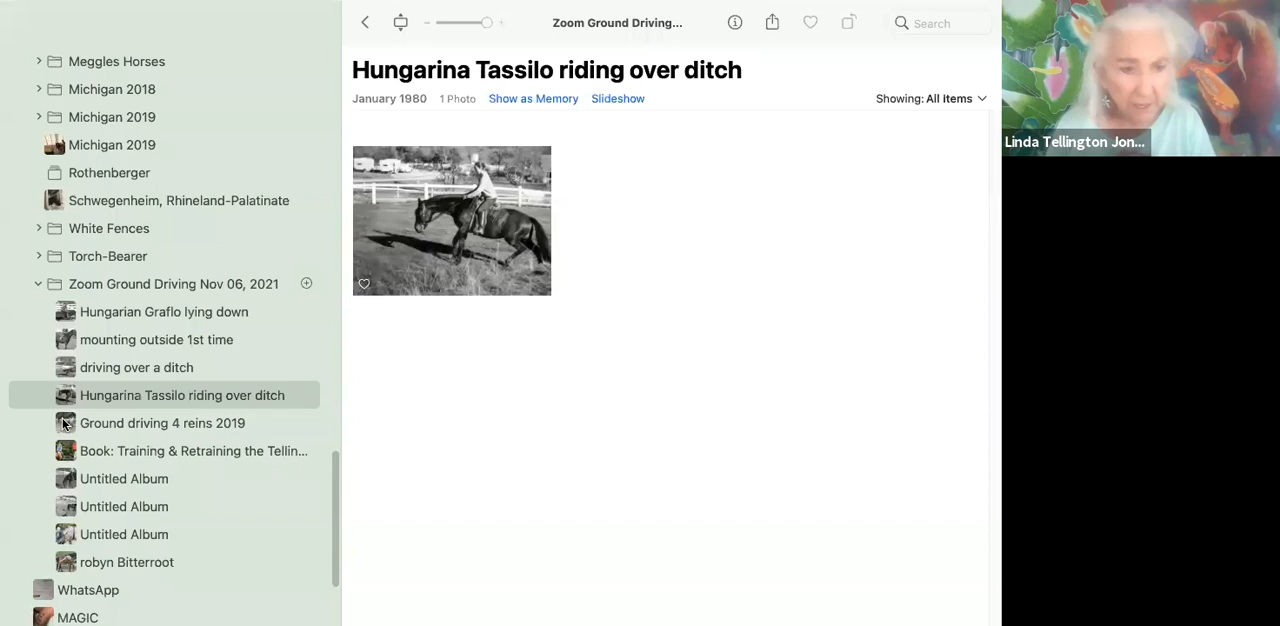 Meggles Horses
Michigan 2018
Michigan 2019
Michigan 2019
Rothenberger
Schwegenheim, Rhineland-Palatinate
White Fences
Torch-Bearer
Zoom Ground Driving Nov 06, 2021
Hungarian Graflo lying down
mounting outside 1st time
driving over a ditch
Hungarina Tassilo riding over ditch
Ground driving 4 reins 2019
Book: Training & Retraining the Tellin...
Untitled Album
Untitled Album
Untitled Album
robyn Bitterroot
WhatsApp
MAGIC
Zoom Ground Driving...
Search
Hungarina Tassilo riding over ditch
January 1980 1 Photo Show as Memory Slideshow Showing: All Items
Linda Tellington Jon...